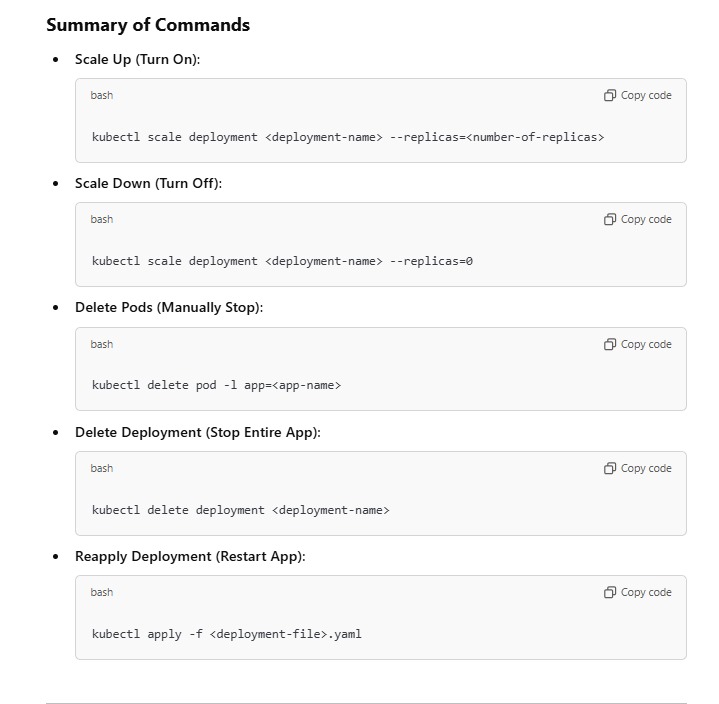 Summary of Commands
• Scale Up (Turn On):
bash
Copy code
kubectl scale deployment <deployment-name> --replicas=<number-of-replicas>
• Scale Down (Turn Off):
bash
Copy code
kubectl scale deployment <deployment-name> --replicas=0
• Delete Pods (Manually Stop):
bash
Copy code
kubectl delete pod -l app=<app-name>
• Delete Deployment (Stop Entire App):
bash
Copy code
kubectl delete deployment <deployment-name>
• Reapply Deployment (Restart App):
bash
Copy code
kubectl apply -f <deployment-file>.yaml